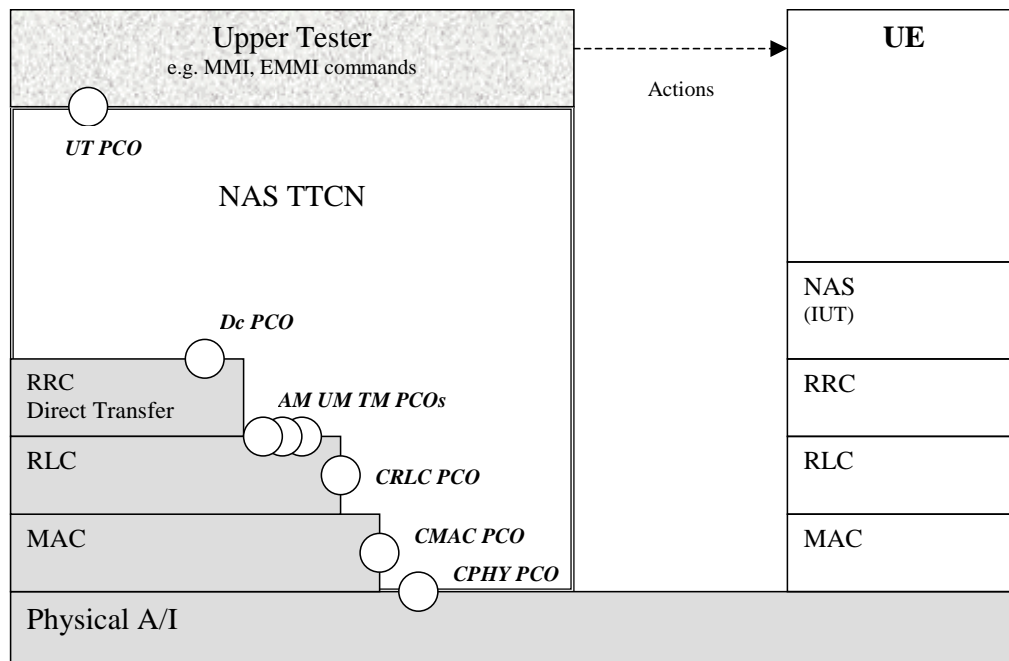 Upper Tester
e.g. MMI, EMMI commands
UE
Actions
UT PCO
NAS TTCN
NAS
(IUT)
Dc PCO
RRC
Direct Transfer
AM UM TM PCOs
RRC
RLC
CRLC PCO
RLC
MAC
CMAC PCO
MAC
CPHY PCO
Physical A/I